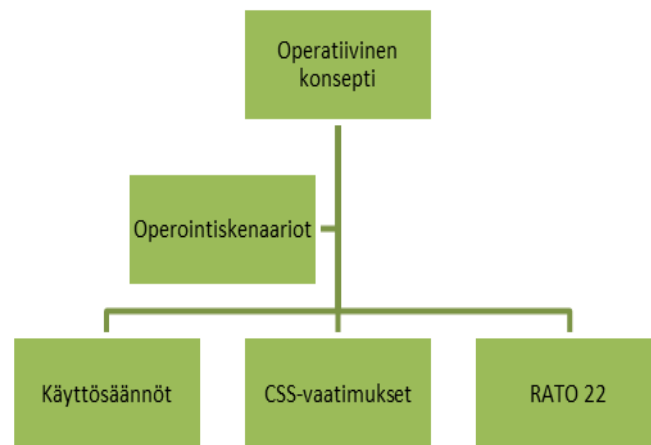 Operatiivinen
konsepti
Operointiskenaariot
Käyttösäännöt
CSS-vaatimukset
RATO 22